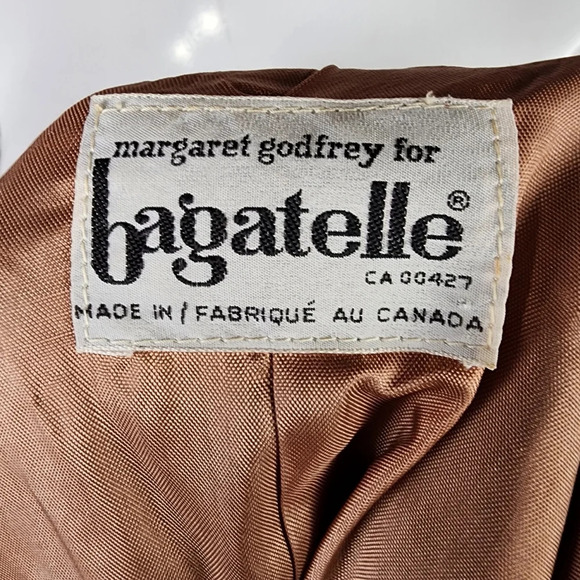 margaret godfrey for
bagatelle®
CA 00427
MADE IN / FABRIQUÉ AU CANADA